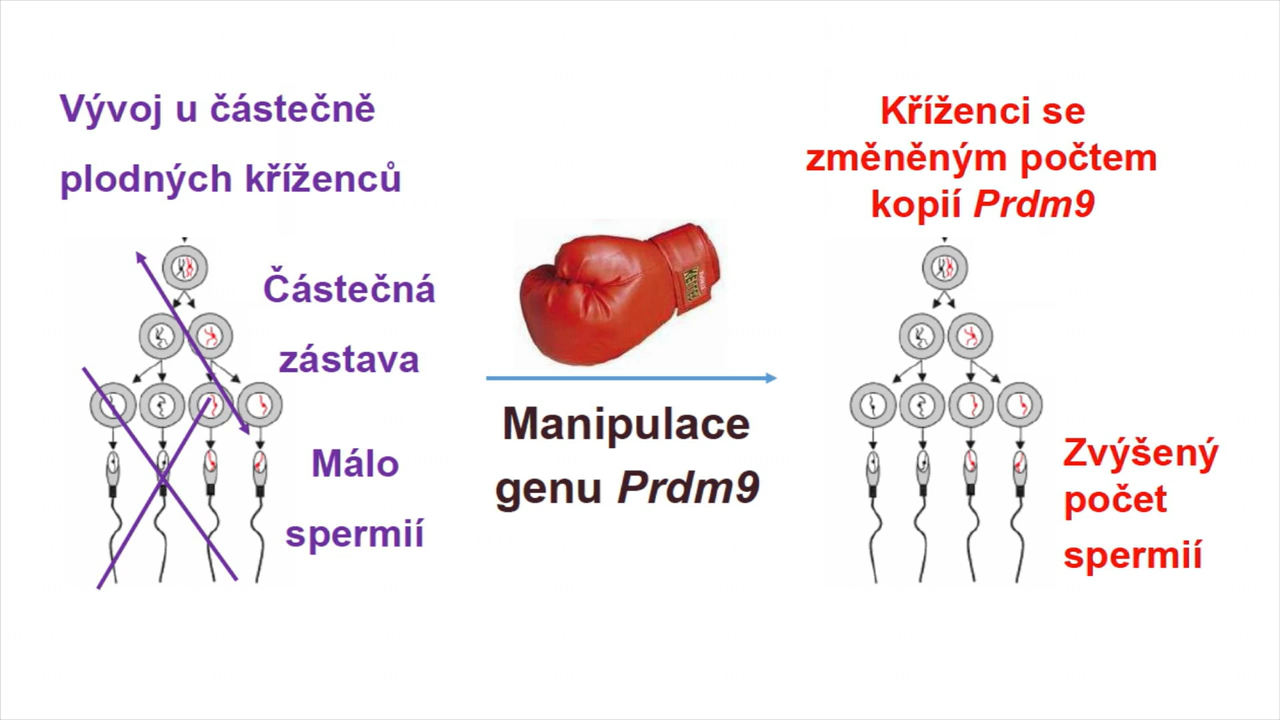 Vývoj u částečně
plodných kříženců
Částečná
zástava
Málo
spermií
Manipulace
genu Prdm9
Kříženci se
změněným počtem
kopií Prdm9
Zvýšený
počet
spermií